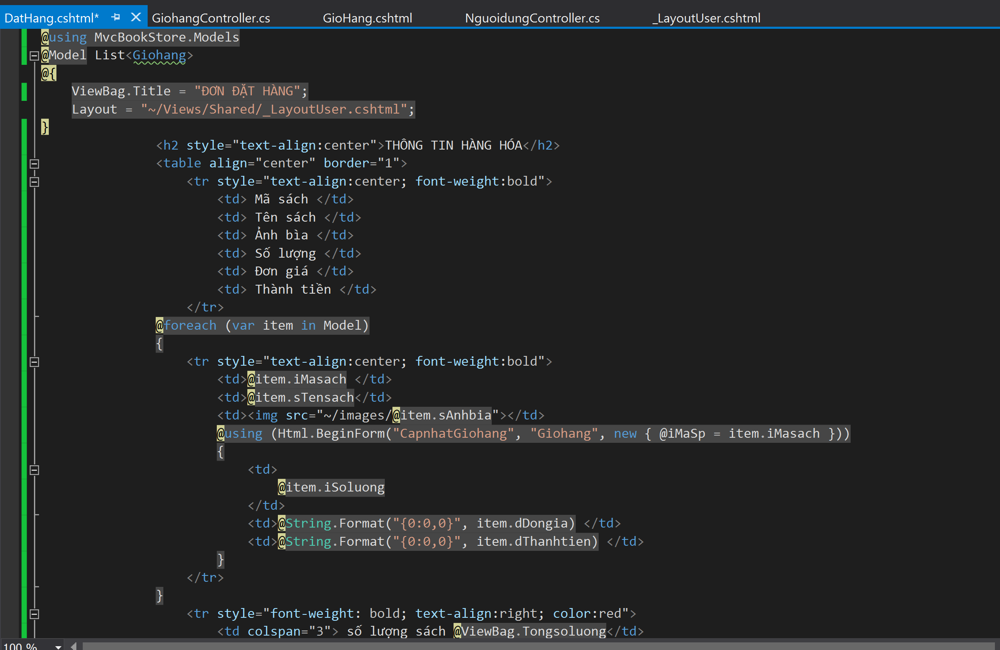 DatHang.cshtml* GiohangController.cs GioHang.cshtml NguoidungController.cs _LayoutUser.cshtml
@using MvcBookStore.Models
@Model List<Giohang>
@{
ViewBag.Title = "ĐƠN ĐẶT HÀNG";
Layout = "~/Views/Shared/_LayoutUser.cshtml";
}
<h2 style="text-align:center">THÔNG TIN HÀNG HÓA</h2>
<table align="center" border="1">
<tr style="text-align:center; font-weight:bold">
<td> Mã sách </td>
<td> Tên sách </td>
<td> Ảnh bìa </td>
<td> Số lượng </td>
<td> Đơn giá </td>
<td> Thành tiền </td>
</tr>
@foreach (var item in Model)
{
<tr style="text-align:center; font-weight:bold">
<td>@item.iMasach </td>
<td>@item.sTensach</td>
<td><img src="~/images/@item.sAnhbia"></td>
@using (Html.BeginForm("CapnhatGiohang", "Giohang", new { @iMaSp = item.iMasach }))
{
<td>
@item.iSoluong
</td>
<td>@String.Format("{0:0,0}", item.dDongia) </td>
<td>@String.Format("{0:0,0}", item.dThanhtien) </td>
}
</tr>
}
<tr style="font-weight: bold; text-align:right; color:red">
<td colspan="3"> số lượng sách @ViewBag.Tongsoluong</td>
100 %